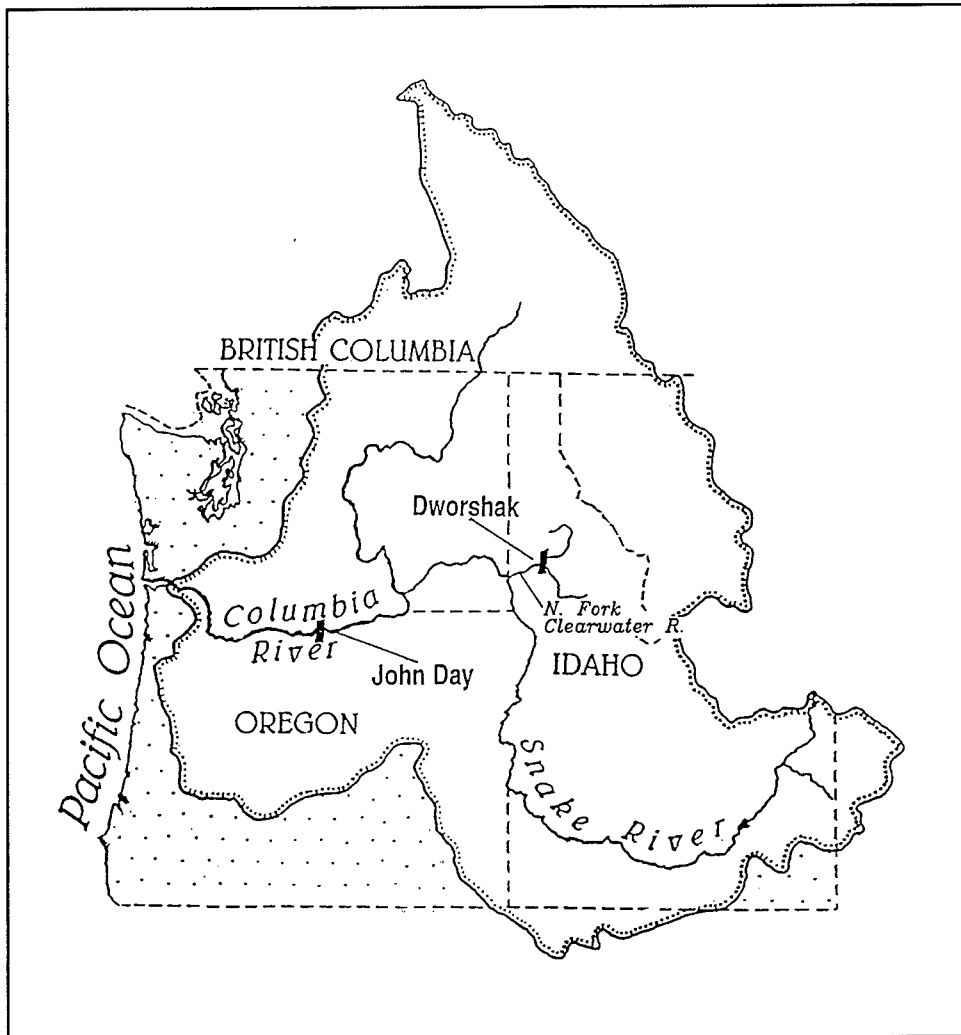 BRITISH COLUMBIA
Dworshak
Pacific Ocean
Columbia
River
N. Fork
Clearwater R.
John Day
IDAHO
OREGON
Snake River